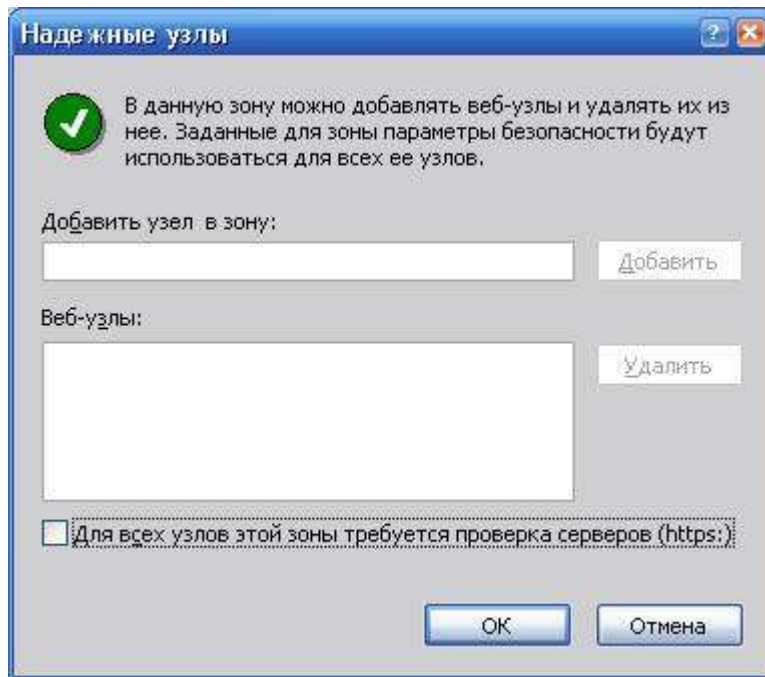 Надежные узлы
В данную зону можно добавлять веб-узлы и удалять их из
нее. Заданные для зоны параметры безопасности будут
использоваться для всех ее узлов.
Добавить узел в зону:
Добавить
Веб-узлы:
Удалить
Для всех узлов этой зоны требуется проверка серверов (https:)
ОК
Отмена